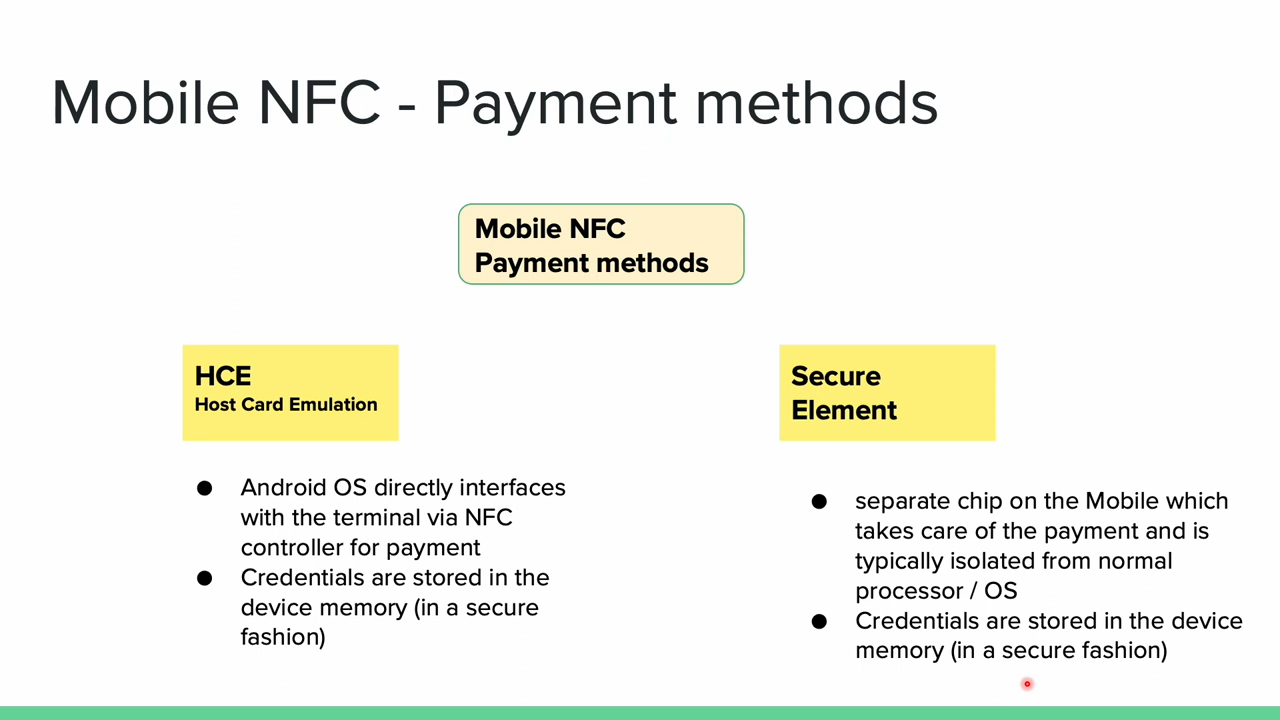 Mobile NFC - Payment methods
Mobile NFC
Payment methods
HCE
Host Card Emulation
● Android OS directly interfaces
with the terminal via NFC
controller for payment
● Credentials are stored in the
device memory (in a secure
fashion)
Secure
Element
● separate chip on the Mobile which
takes care of the payment and is
typically isolated from normal
processor / OS
● Credentials are stored in the device
memory (in a secure fashion)